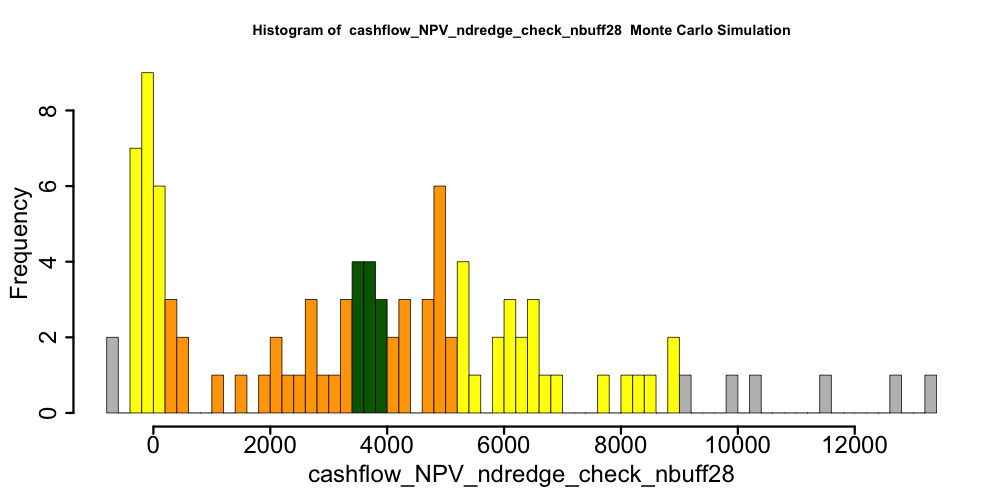 Histogram of  cashflow_NPV_ndredge_check_nbuff28  Monte Carlo Simulation
Frequency
8
6
4
2
0
0 2000 4000 6000 8000 10000 12000
cashflow_NPV_ndredge_check_nbuff28